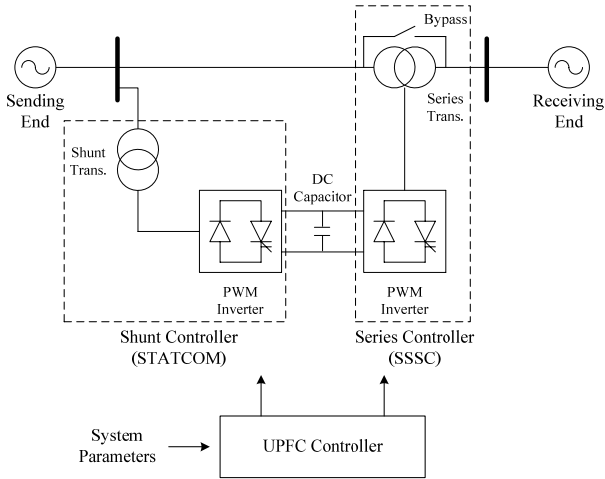 Bypass
Sending
End
Series
Trans.
Receiving
End
Shunt
Trans.
DC
Capacitor
PWM
Inverter
PWM
Inverter
Shunt Controller
(STATCOM)
Series Controller
(SSSC)
System
Parameters
UPFC Controller